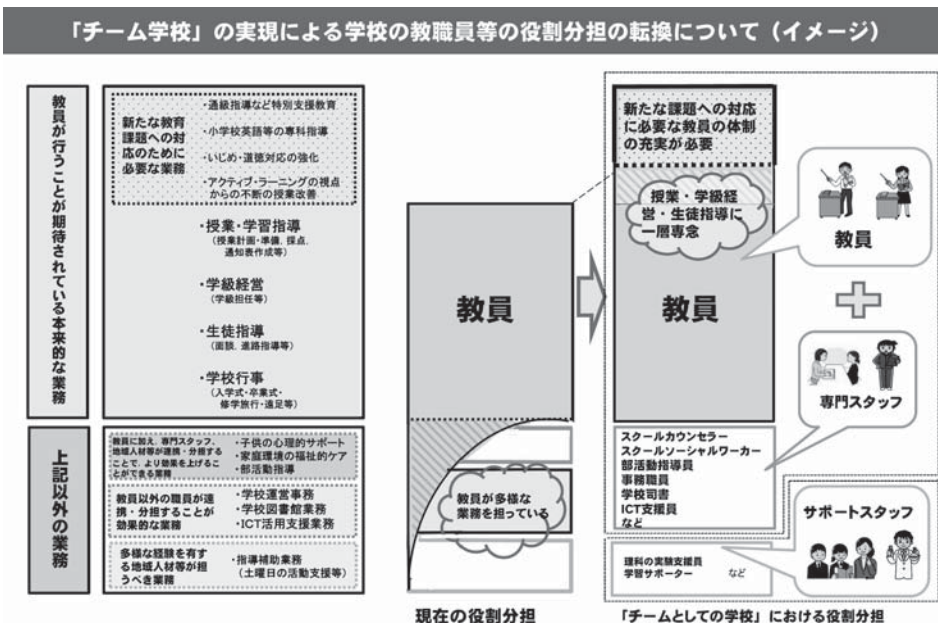 「チーム学校」の実現による学校の教職員等の役割分担の転換について（イメージ）
教員が行うことが期待されている本来的な業務
新たな教育
課題への対
応のために
必要な業務
・通級指導など特別支援教育
・小学校英語等の専科指導
・いじめ・道徳対応の強化
・アクティブ・ラーニングの視点
からの不断の授業改善
・授業・学習指導
（授業計画・準備，採点，
通知表作成等）
・学級経営
（学級担任等）
・生徒指導
（面談，進路指導等）
・学校行事
（入学式・卒業式・
修学旅行・遠足等）
上記以外の業務
教員に加え，専門スタッフ，
地域人材等が連携・分担する
ことで，より効果を上げるこ
とができる業務
・子供の心理的サポート
・家庭環境の福祉的ケア
・部活動指導
教員以外の職員が連
携・分担することが
効果的な業務
・学校運営事務
・学校図書館業務
・ICT活用支援業務
多様な経験を有す
る地域人材等が担
うべき業務
・指導補助業務
（土曜日の活動支援等）
教員
教員が多様な
業務を担っている
現在の役割分担
新たな課題への対応
に必要な教員の体制
の充実が必要
授業・学級経
営・生徒指導に
一層専念
教員
スクールカウンセラー
スクールソーシャルワーカー
部活動指導員
事務職員
学校司書
ICT支援員
など
理科の実験支援員
学習サポーター　など
「チームとしての学校」における役割分担
教員
専門スタッフ
サポートスタッフ